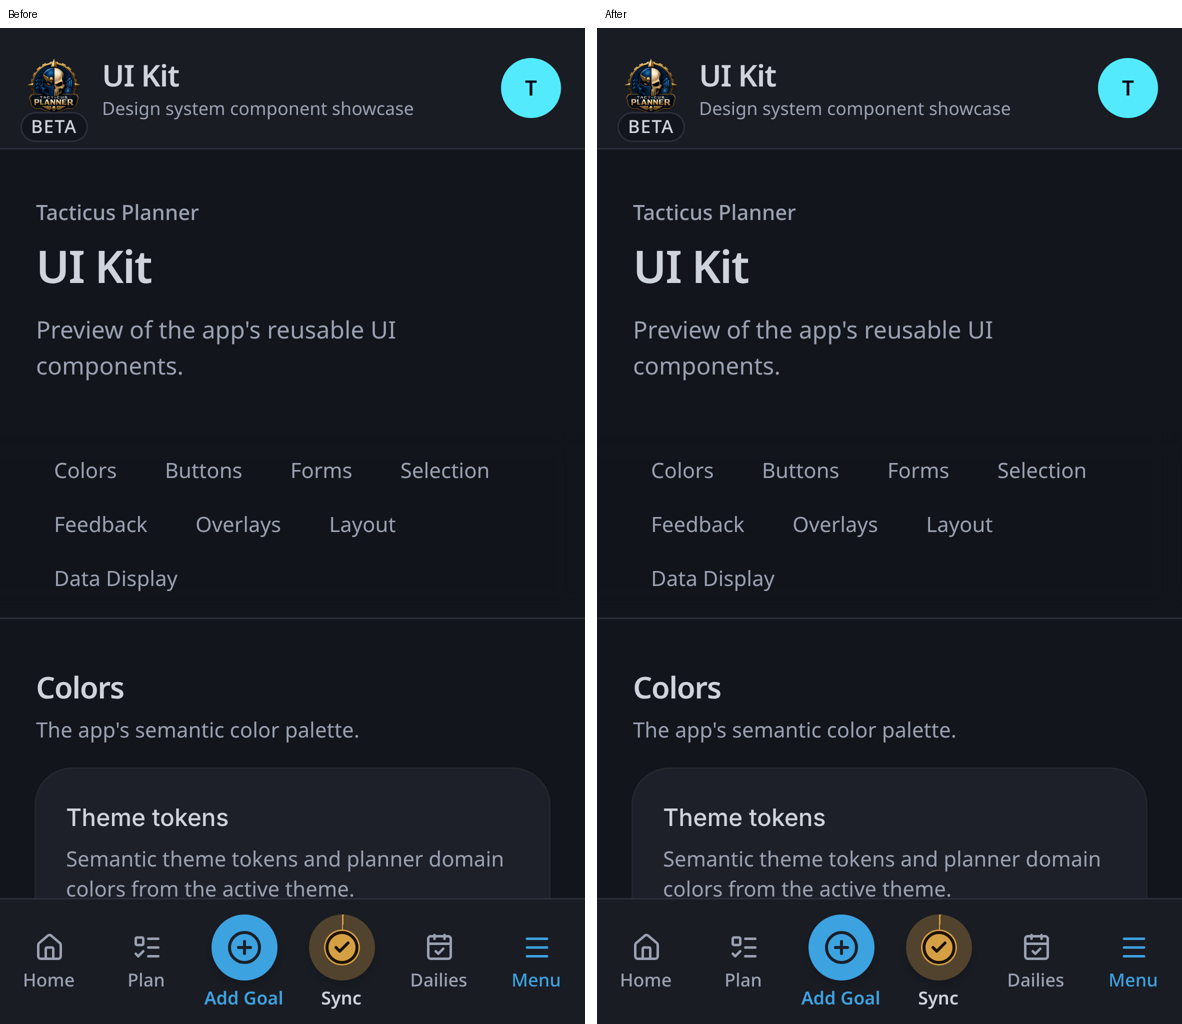 Before
TACTICUS
PLANNER
BETA
UI Kit
Design system component showcase
T
Tacticus Planner
UI Kit
Preview of the app's reusable UI
components.
Colors Buttons Forms Selection
Feedback Overlays Layout
Data Display
Colors
The app's semantic color palette.
Theme tokens
Semantic theme tokens and planner domain
colors from the active theme.
Home Plan Add Goal Sync Dailies Menu
After
TACTICUS
PLANNER
BETA
UI Kit
Design system component showcase
T
Tacticus Planner
UI Kit
Preview of the app's reusable UI
components.
Colors Buttons Forms Selection
Feedback Overlays Layout
Data Display
Colors
The app's semantic color palette.
Theme tokens
Semantic theme tokens and planner domain
colors from the active theme.
Home Plan Add Goal Sync Dailies Menu